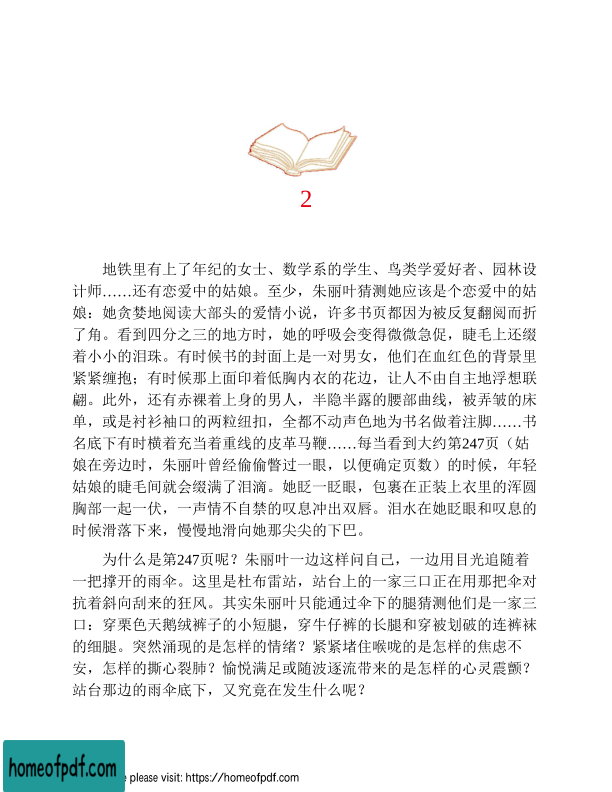 2
地铁里有上了年纪的女士、数学系的学生、鸟类学爱好者、园林设
计师……还有恋爱中的姑娘。至少，朱丽叶猜测她应该是个恋爱中的姑
娘：她贪婪地阅读大部头的爱情小说，许多书页都因为被反复翻阅而折
了角。看到四分之三的地方时，她的呼吸会变得微微急促，睫毛上还缀
着小小的泪珠。有时候书的封面上是一对男女，他们在血红色的背景里
紧紧缠抱；有时候那上面印着低胸内衣的花边，让人不由自主地浮想联
翩。此外，还有赤裸着上身的男人，半隐半露的腰部曲线，被弄皱的床
单，或是衬衫袖口的两粒纽扣，全都不动声色地为书名做着注脚……书
名底下有时横着充当着重线的皮革马鞭……每当看到大约第247页（姑
娘在旁边时，朱丽叶曾经偷偷瞥过一眼，以便确定页数）的时候，年轻
姑娘的睫毛间就会缀满了泪滴。她眨一眨眼，包裹在正装上衣里的浑圆
胸部一起一伏，一声情不自禁的叹息冲出双唇。泪水在她眨眼和叹息的
时候滑落下来，慢慢地滑向她那尖尖的下巴。
为什么是第247页呢？朱丽叶一边这样问自己，一边用目光追随着
一把撑开的雨伞。这里是杜布雷站，站台上的一家三口正在用那把伞对
抗着斜向刮来的狂风。其实朱丽叶只能通过伞下的腿猜测他们是一家三
口：穿栗色天鹅绒裤子的小短腿，穿牛仔裤的长腿和穿被划破的连裤袜
的细腿。突然涌现的是怎样的情绪？紧紧堵住喉咙的是怎样的焦虑不
安，怎样的撕心裂肺？愉悦满足或随波逐流带来的是怎样的心灵震颤？
站台那边的雨伞底下，又究竟在发生什么呢？
homeofpdf.com
e please visit: https://homeofpdf.com